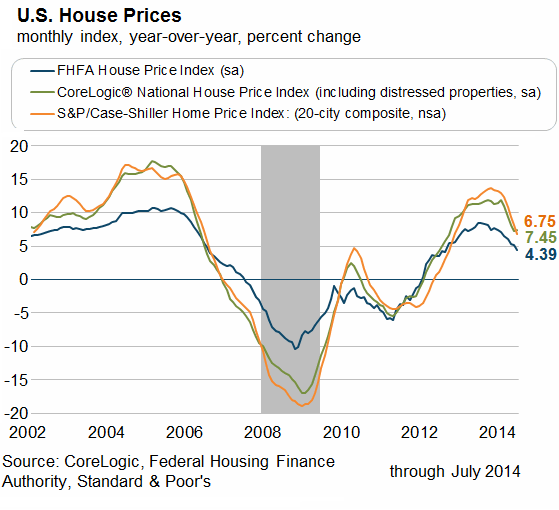 U.S. House Prices
monthly index, year-over-year, percent change
FHFA House Price Index (sa)
CoreLogic® National House Price Index (including distressed properties, sa)
S&P/Case-Shiller Home Price Index: (20-city composite, nsa)
20
15
10
5
0
-5
-10
-15
-20
6.75
7.45
4.39
2002 2004 2006 2008 2010 2012 2014
Source: CoreLogic, Federal Housing Finance
Authority, Standard & Poor's
through July 2014